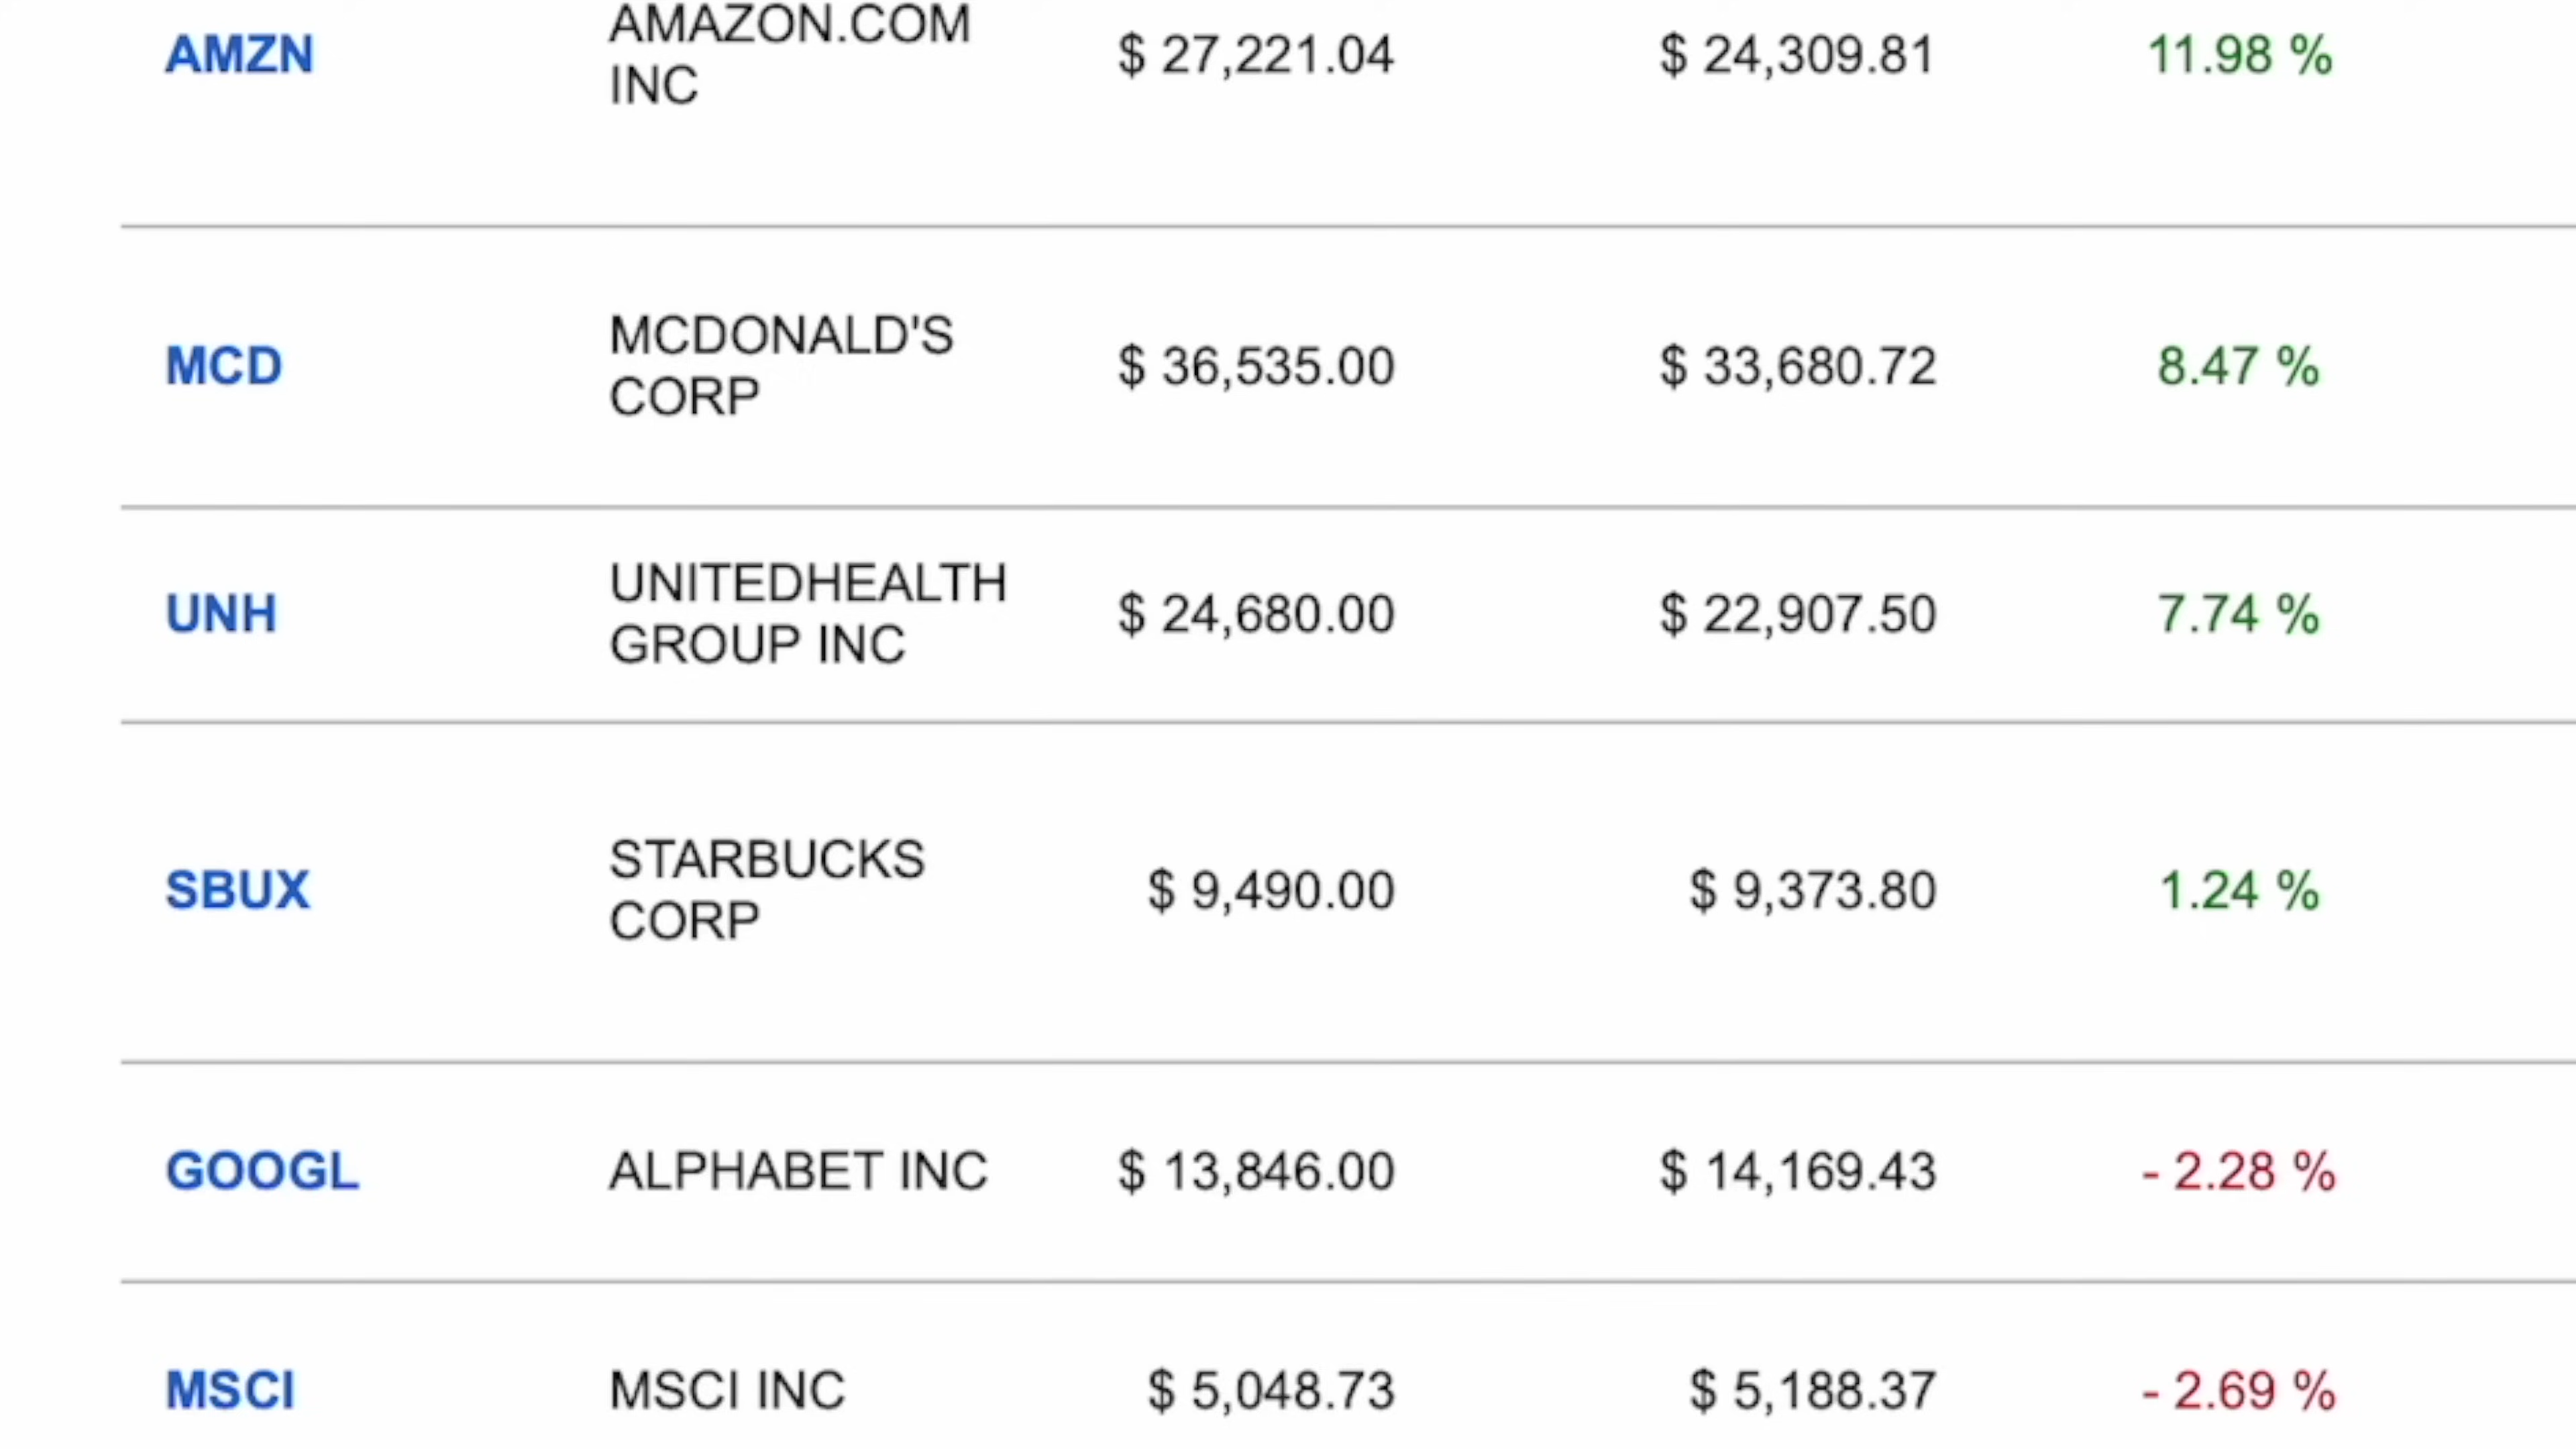 AMZN AMAZON.COM INC $ 27,221.04 $ 24,309.81 11.98 %
MCD MCDONALD'S CORP $ 36,535.00 $ 33,680.72 8.47 %
UNH UNITEDHEALTH GROUP INC $ 24,680.00 $ 22,907.50 7.74 %
SBUX STARBUCKS CORP $ 9,490.00 $ 9,373.80 1.24 %
GOOGL ALPHABET INC $ 13,846.00 $ 14,169.43 - 2.28 %
MSCI MSCI INC $ 5,048.73 $ 5,188.37 - 2.69 %